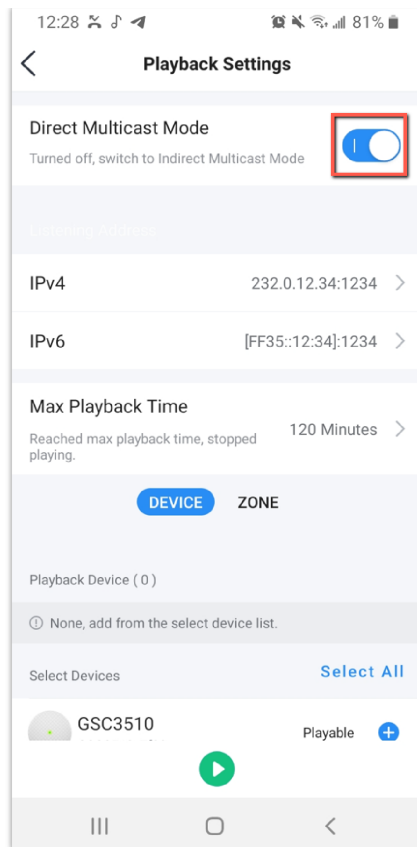 12:28 81%
Playback Settings
Direct Multicast Mode
Turned off, switch to Indirect Multicast Mode
Listening Address
IPv4 232.0.12.34:1234
IPv6 [FF35::12:34]:1234
Max Playback Time
120 Minutes
Reached max playback time, stopped
playing.
DEVICE ZONE
Playback Device ( 0 )
None, add from the select device list.
Select Devices Select All
GSC3510
Playable